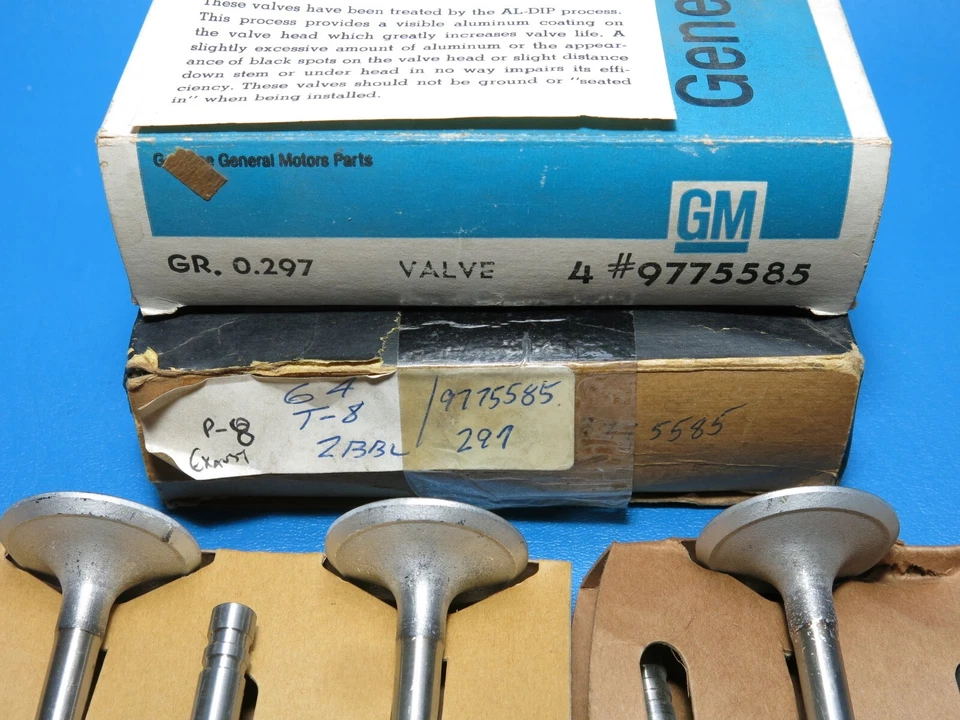 These valves have been treated by the AL-DIP process.
This process provides a visible aluminum coating on
the valve head which greatly increases valve life. A
slightly excessive amount of aluminum or the appear-
ance of black spots on the valve head or slight distance
down stem or under head in no way impairs its effi-
ciency. These valves should not be ground or "seated
in" when being installed.
Gene
General Motors Parts
GM
GR. 0.297 VALVE 4 #9775585
64
T-8
2BBL
P-8
EXAUST
9775585.
297
5585